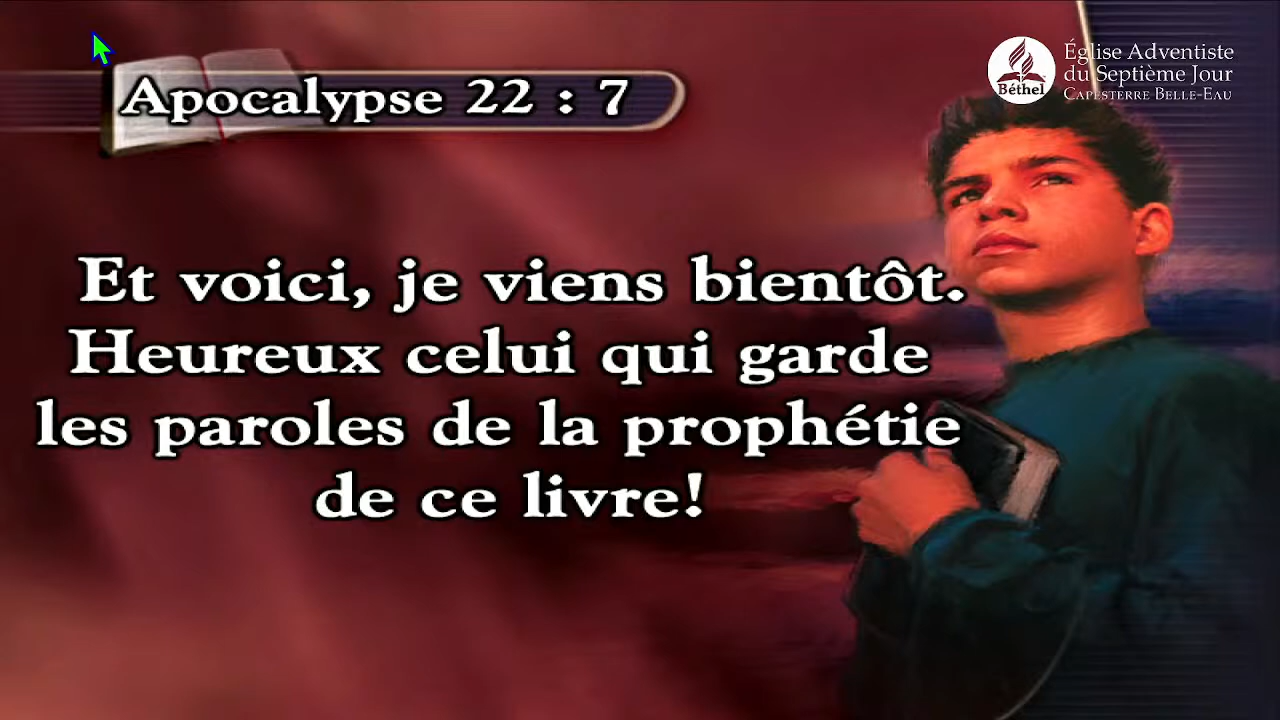 Apocalypse 22 : 7
Église Adventiste
du Septième Jour
Capesterre Belle-Eau
Béthel
Et voici, je viens bientôt.
Heureux celui qui garde
les paroles de la prophétie
de ce livre!